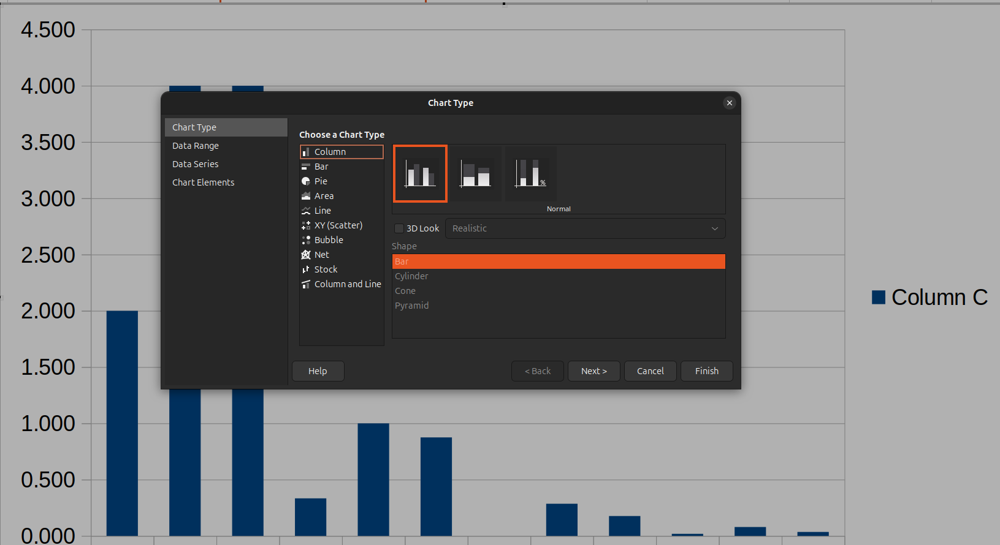 4.500
4.000
3.500
3.000
2.500
2.000
1.500
1.000
0.500
0.000
Column C
Chart Type
Chart Type
Data Range
Data Series
Chart Elements
Choose a Chart Type
Column
Bar
Pie
Area
Line
XY (Scatter)
Bubble
Net
Stock
Column and Line
%
Normal
3D Look
Realistic
Shape
Bar
Cylinder
Cone
Pyramid
Help
< Back
Next >
Cancel
Finish